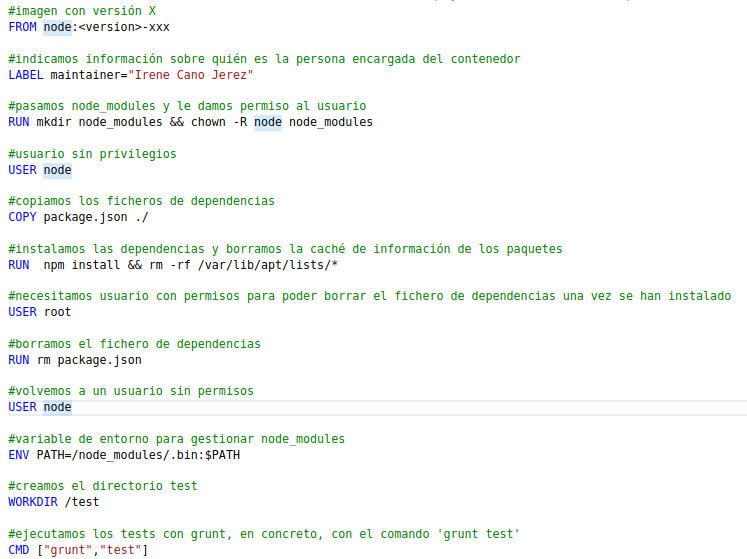 #imagen con versión X
FROM node:<version>-xxx
#indicamos información sobre quién es la persona encargada del contenedor
LABEL maintainer="Irene Cano Jerez"
#pasamos node_modules y le damos permiso al usuario
RUN mkdir node_modules && chown -R node node_modules
#usuario sin privilegios
USER node
#copiamos los ficheros de dependencias
COPY package.json ./
#instalamos las dependencias y borramos la caché de información de los paquetes
RUN  npm install && rm -rf /var/lib/apt/lists/*
#necesitamos usuario con permisos para poder borrar el fichero de dependencias una vez se han instalado
USER root
#borramos el fichero de dependencias
RUN rm package.json
#volvemos a un usuario sin permisos
USER node
#variable de entorno para gestionar node_modules
ENV PATH=/node_modules/.bin:$PATH
#creamos el directorio test
WORKDIR /test
#ejecutamos los tests con grunt, en concreto, con el comando 'grunt test'
CMD ["grunt","test"]